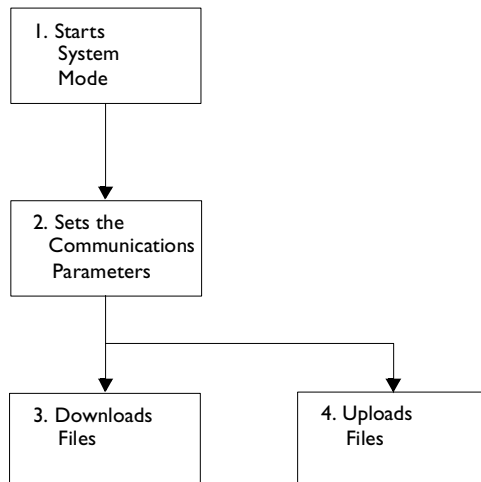 1. Starts
System
Mode
2. Sets the
Communications
Parameters
3. Downloads
Files
4. Uploads
Files